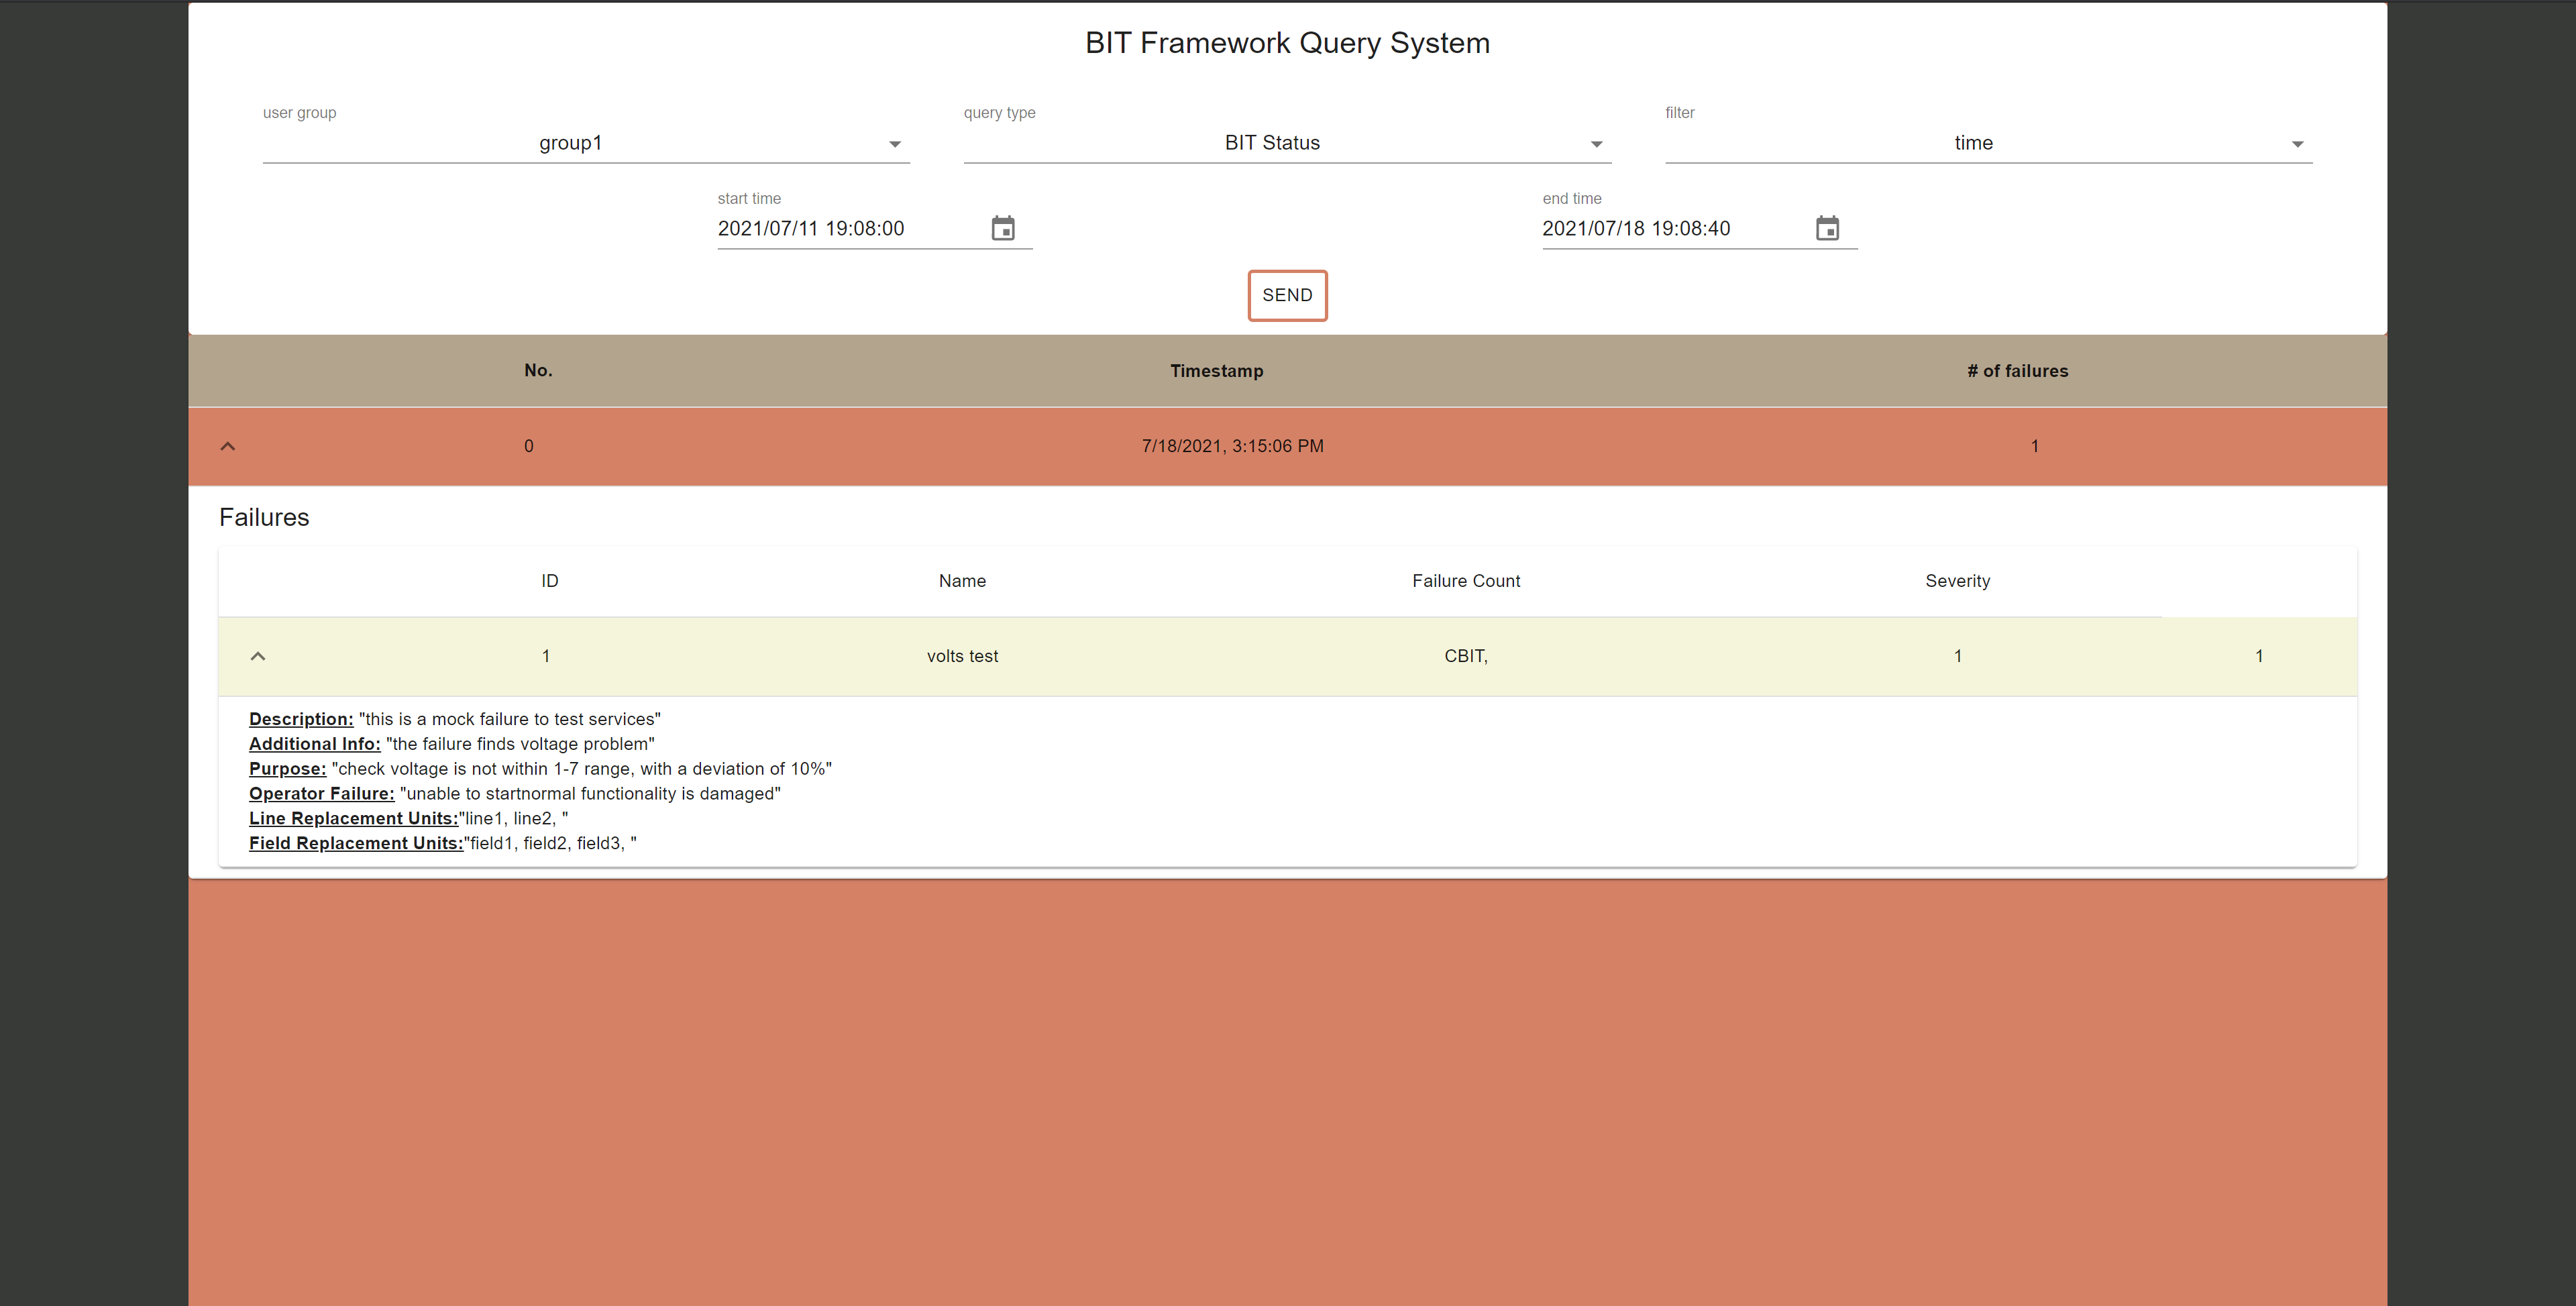 BIT Framework Query System
user group query type filter
group1 BIT Status time
start time end time
2021/07/11 19:08:00 2021/07/18 19:08:40
SEND
No. Timestamp # of failures
0 7/18/2021, 3:15:06 PM 1
Failures
ID Name Failure Count Severity
1 volts test CBIT, 1 1
Description: "this is a mock failure to test services"
Additional Info: "the failure finds voltage problem"
Purpose: "check voltage is not within 1-7 range, with a deviation of 10%"
Operator Failure: "unable to startnormal functionality is damaged"
Line Replacement Units:"line1, line2, "
Field Replacement Units:"field1, field2, field3, "